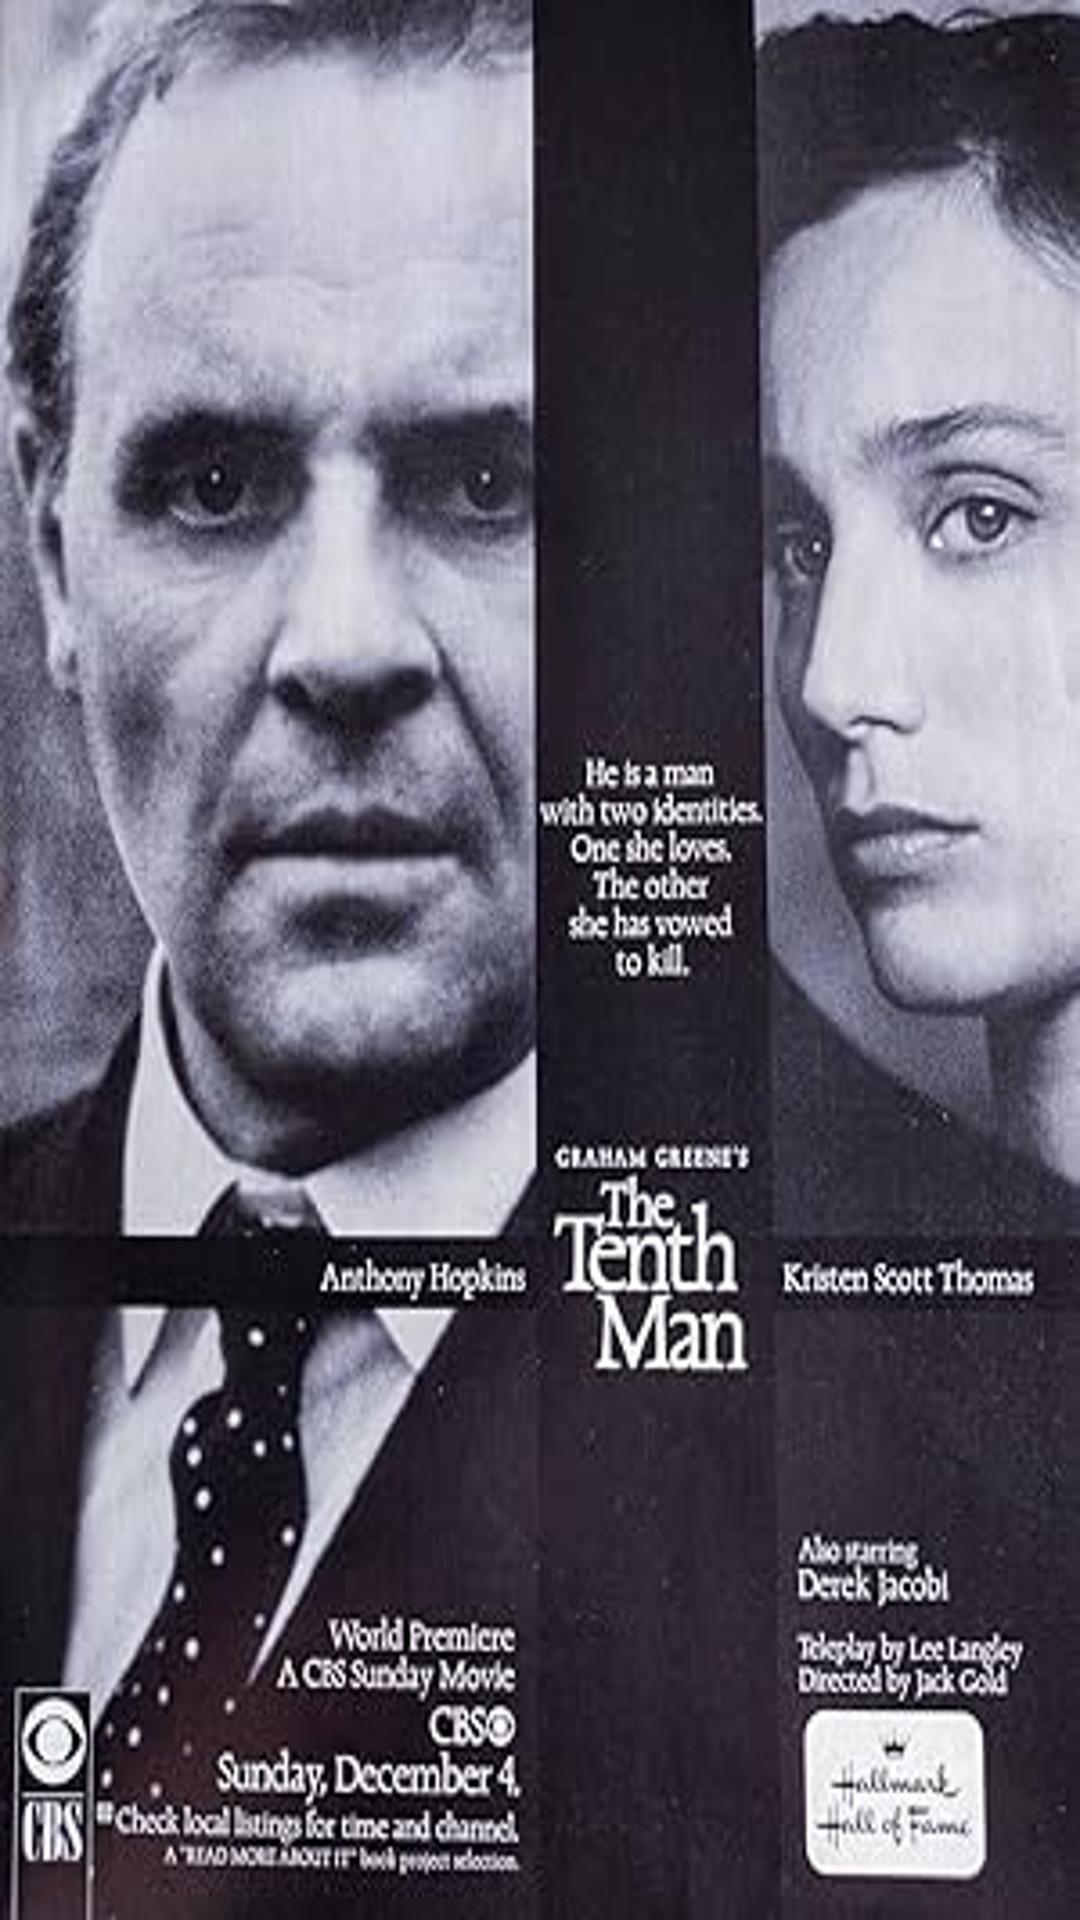 He is a man
with two identities.
One she loves.
The other
she has vowed
to kill.
GRAHAM GREENE'S
The
Tenth
Man
Anthony Hopkins
Kristen Scott Thomas
Also starring
Derek Jacobi
Teleplay by Lee Langley
Directed by Jack Gold
World Premiere
A CBS Sunday Movie
CBS
Sunday, December 4.
Check local listings for time and channel.
A "READ MORE ABOUT IT" book project selection.
CBS
Hallmark
Hall of Fame